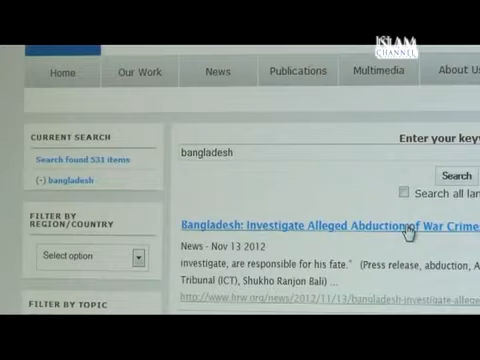 ISLAM
CHANNEL
Home
Our Work
News
Publications
Multimedia
About Us
CURRENT SEARCH
Search found 531 items
(-) bangladesh
FILTER BY
REGION/COUNTRY
Select option
FILTER BY TOPIC
Enter your key
bangladesh
Search
Search all lan
Bangladesh: Investigate Alleged Abduction of War Crime
News - Nov 13 2012
investigate, are responsible for his fate." (Press release, abduction, A
Tribunal (ICT), Shukho Ranjon Bali) ...
http://www.hrw.org/news/2012/11/13/bangladesh-investigate-alleg